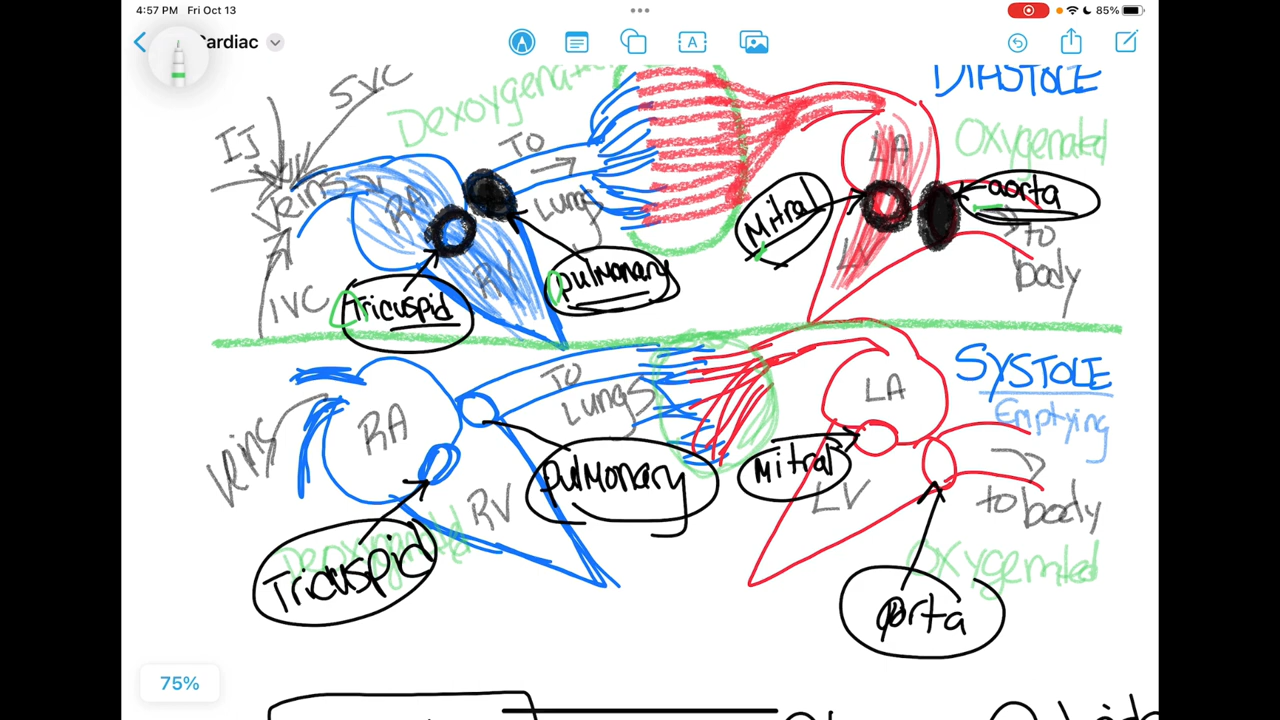 4:57 PM Fri Oct 13
85%
Cardiac
A
DIASTOLE
SVC
Dexoygenated
IJ
TO
Lungs
Veins
RA
RV
IVC
Tricuspid
pulmonary
Mitral
LA
LV
Oxygenated
aorta
to
body
SYSTOLE
Emptying
Veins
RA
RV
TO
Lungs
pulmonary
Tricuspid
Mitral
LA
LV
to body
Oxygenated
aorta
75%